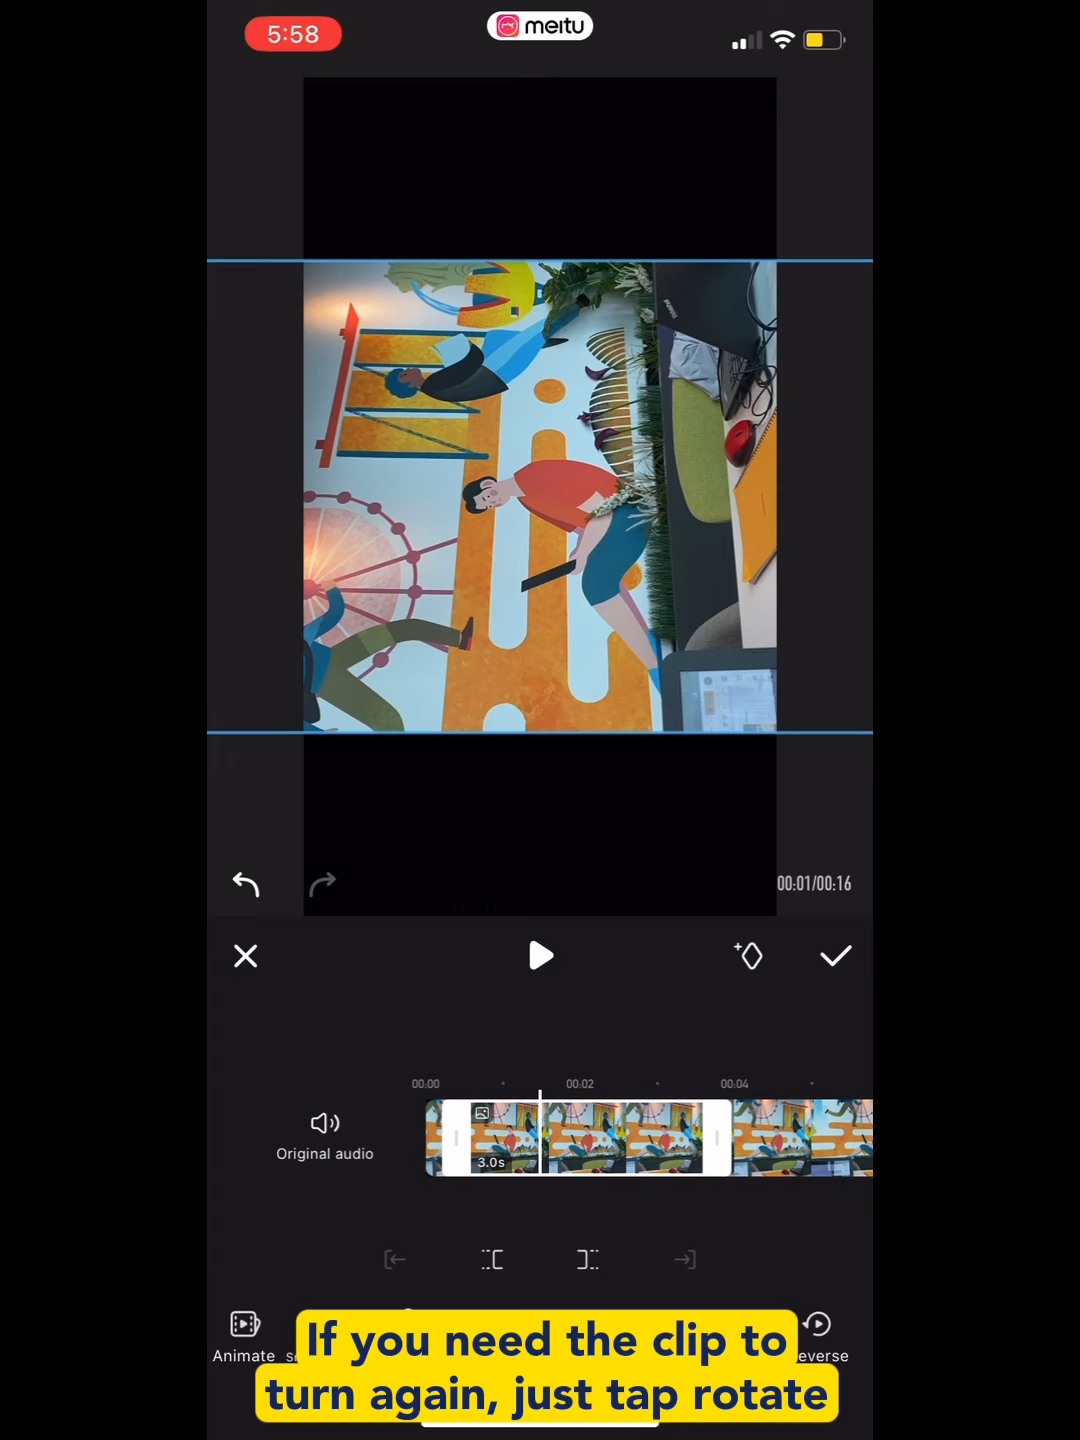 5:58
meitu
00:01/00:16
00:00
00:02
00:04
3.0s
Original audio
Animate
everse
If you need the clip to
turn again, just tap rotate